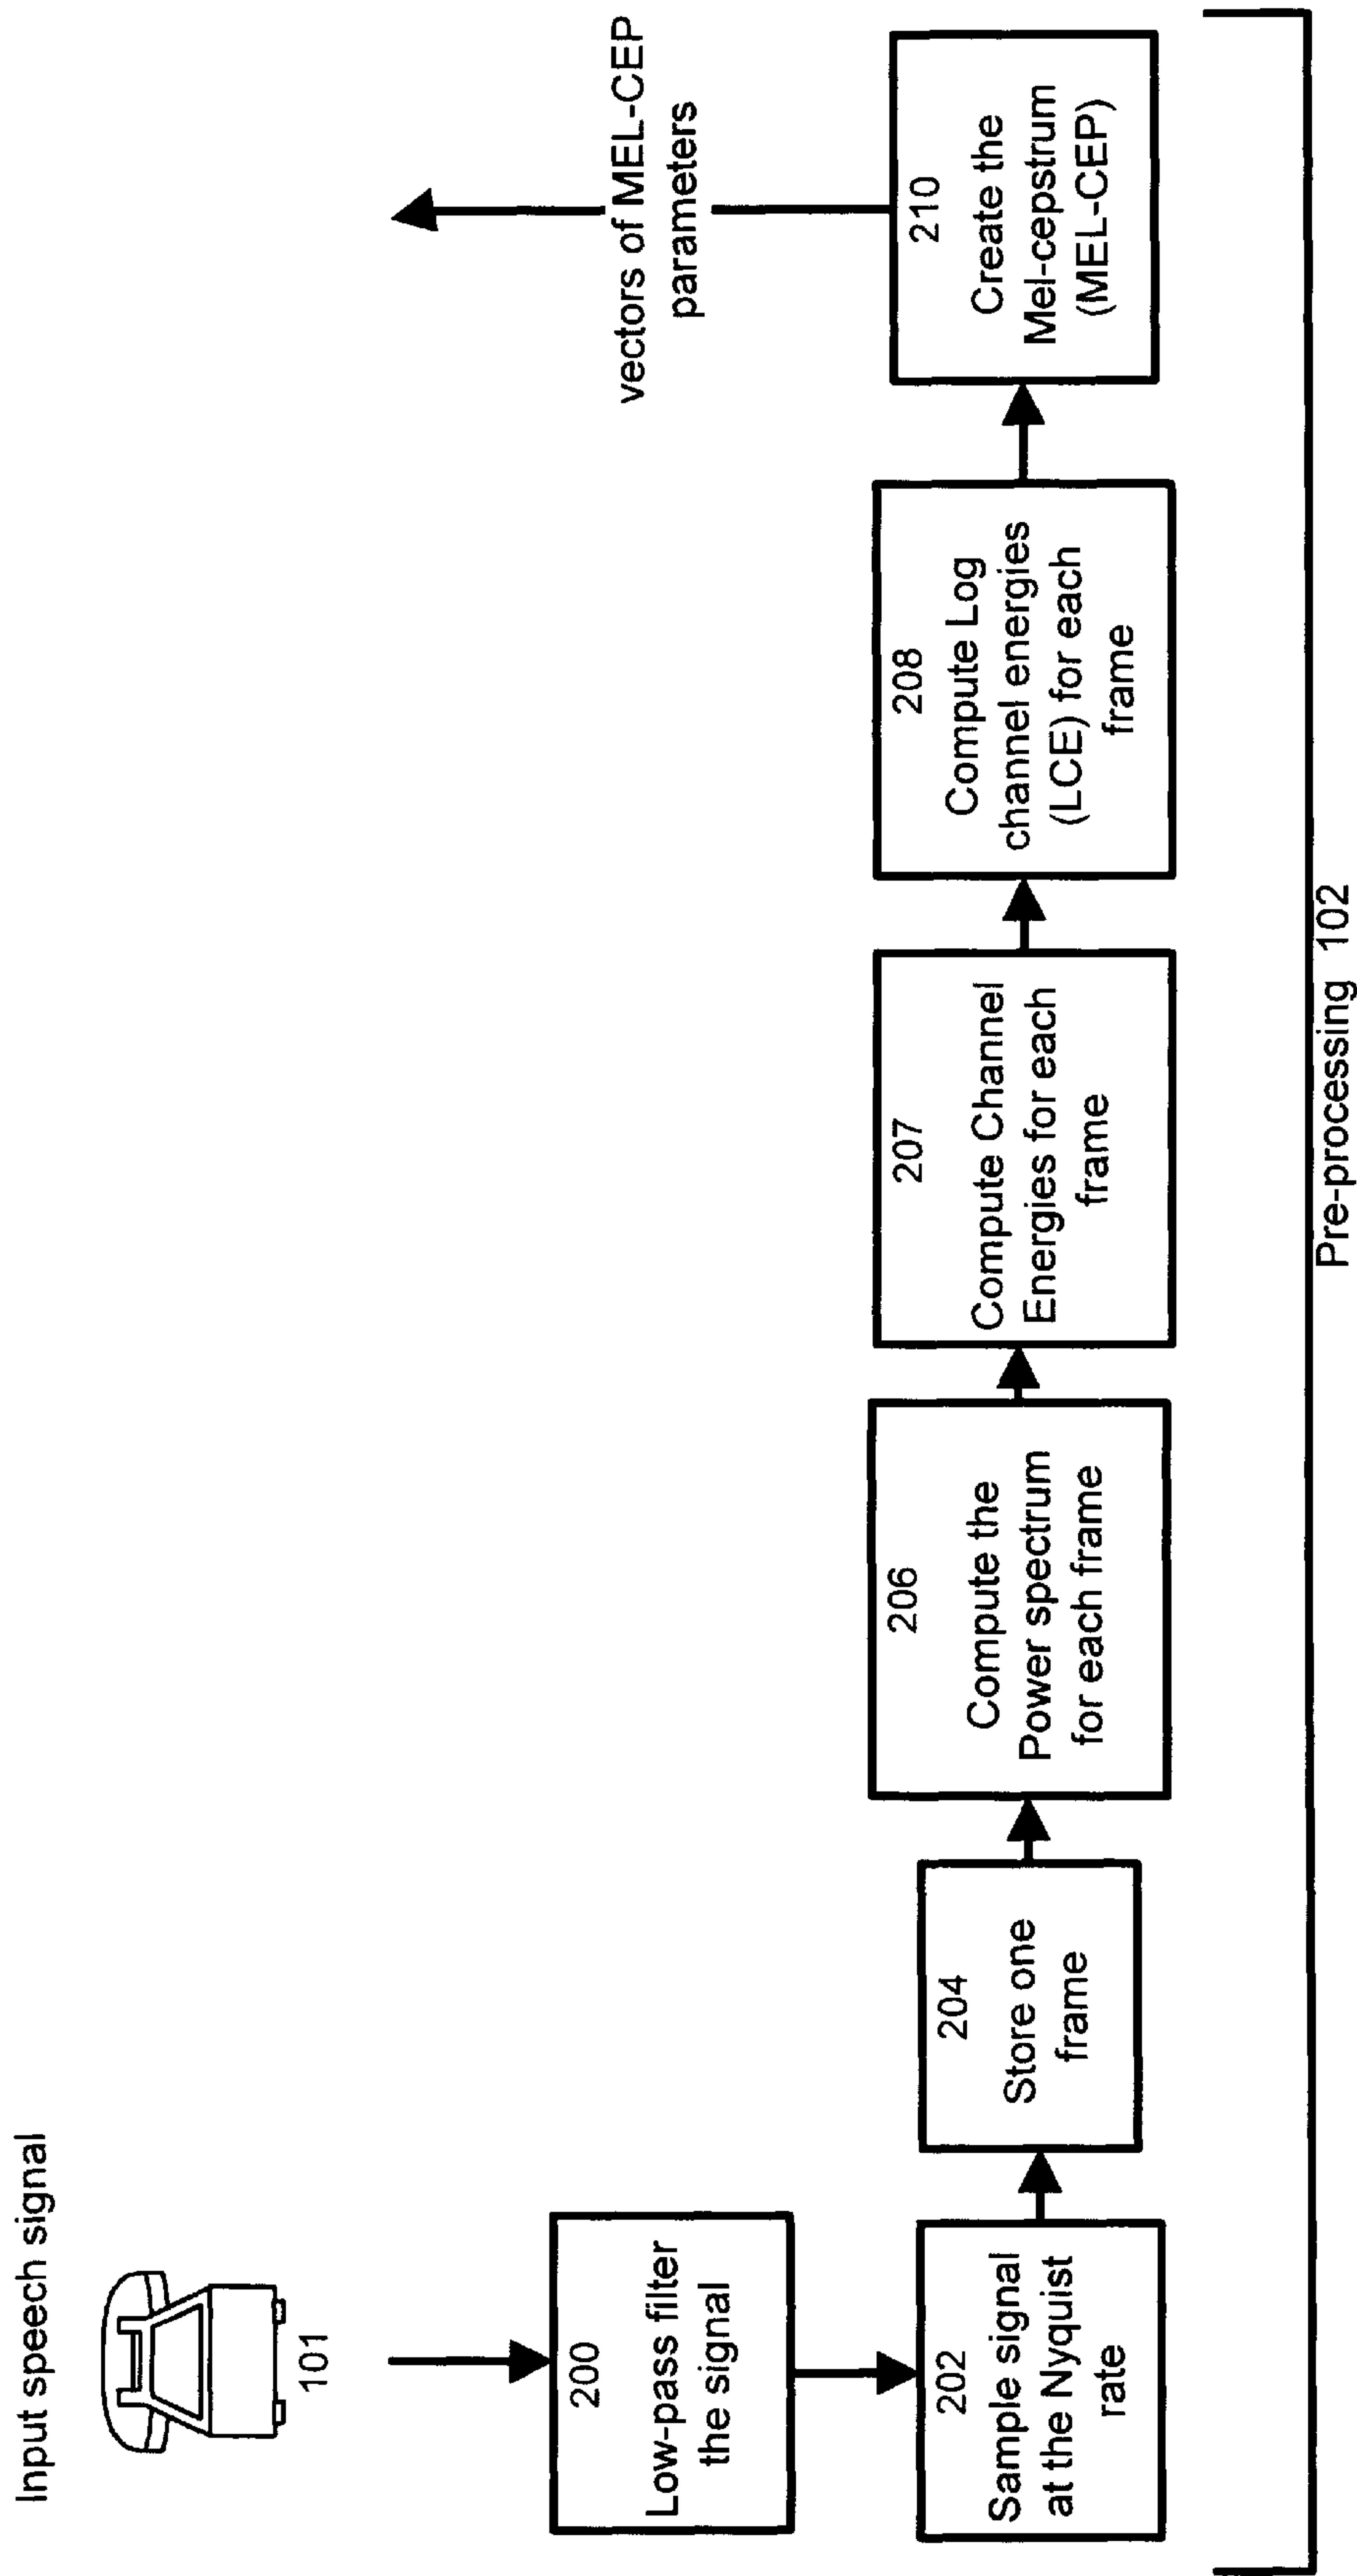 Input speech signal
101
200
Low-pass filter
the signal
202
Sample signal
at the Nyquist
rate
204
Store one
frame
206
Compute the
Power spectrum
for each frame
207
Compute Channel
Energies for each
frame
208
Compute Log
channel energies
(LCE) for each
frame
210
Create the
Mel-cepstrum
(MEL-CEP)
vectors of MEL-CEP
parameters
Pre-processing 102